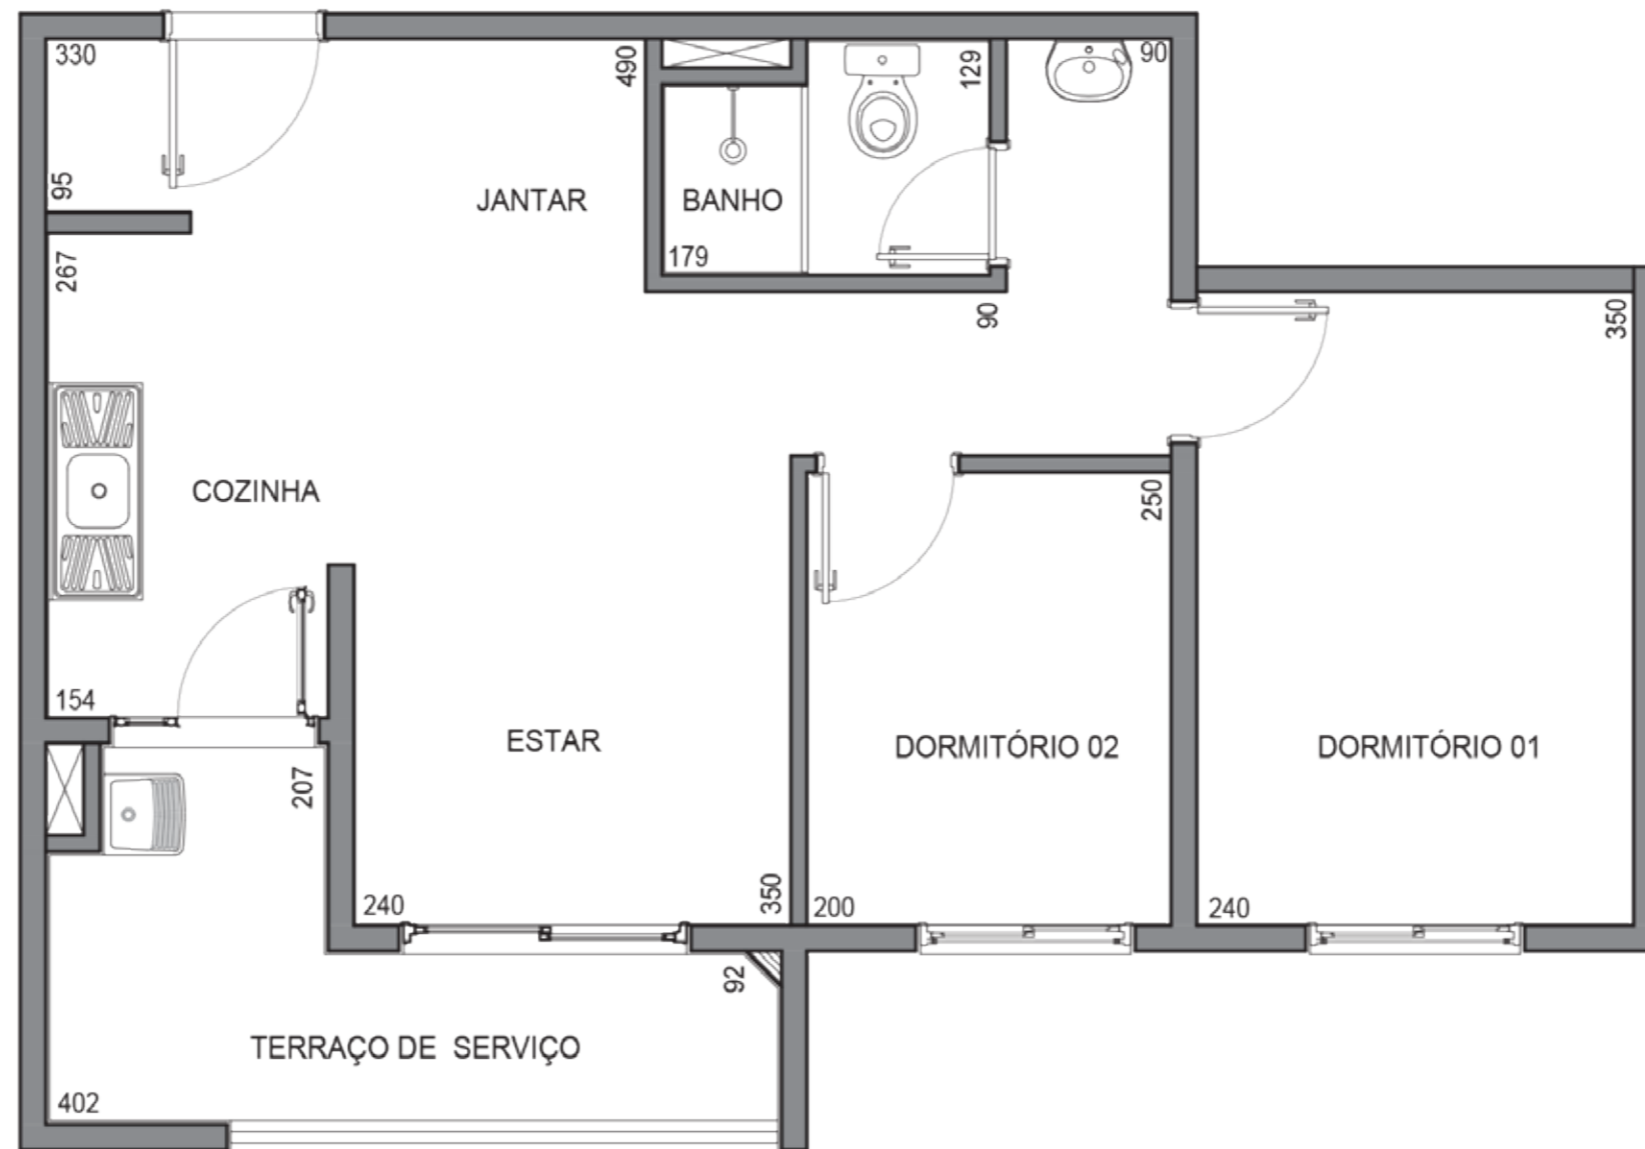 330
490
129
90
95
JANTAR
BANHO
179
267
90
350
COZINHA
250
154
ESTAR
DORMITÓRIO 02
DORMITÓRIO 01
207
240
350
200
240
92
TERRAÇO DE SERVIÇO
402